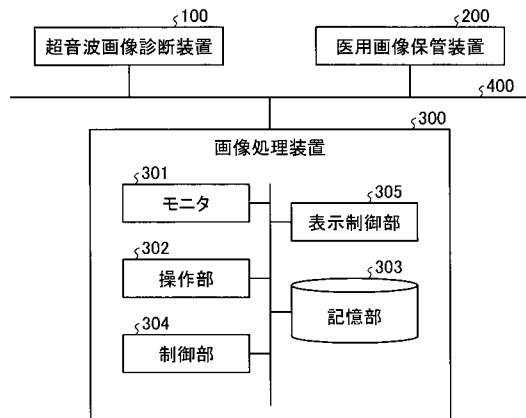 100
超音波画像診断装置
200
医用画像保管装置
400
300
画像処理装置
301
モニタ
305
表示制御部
302
操作部
303
記憶部
304
制御部